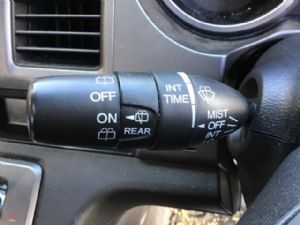 OFF
ON
REAR
INT
TIME
MIST
OFF
INT